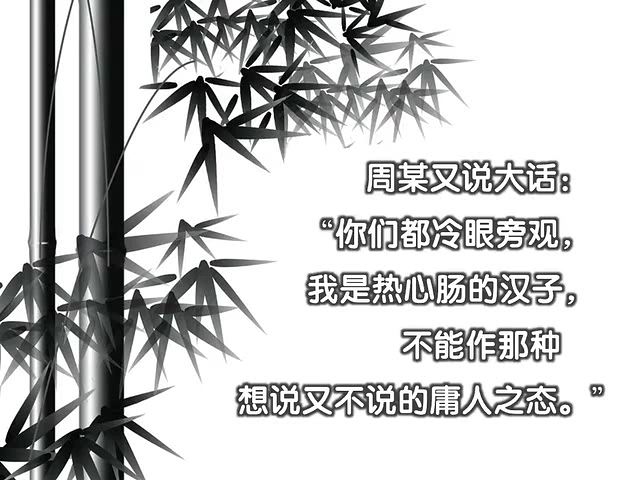 周某又说大话：
“你们都冷眼旁观，
我是热心肠的汉子，
不能作那种
想说又不说的庸人之态。”